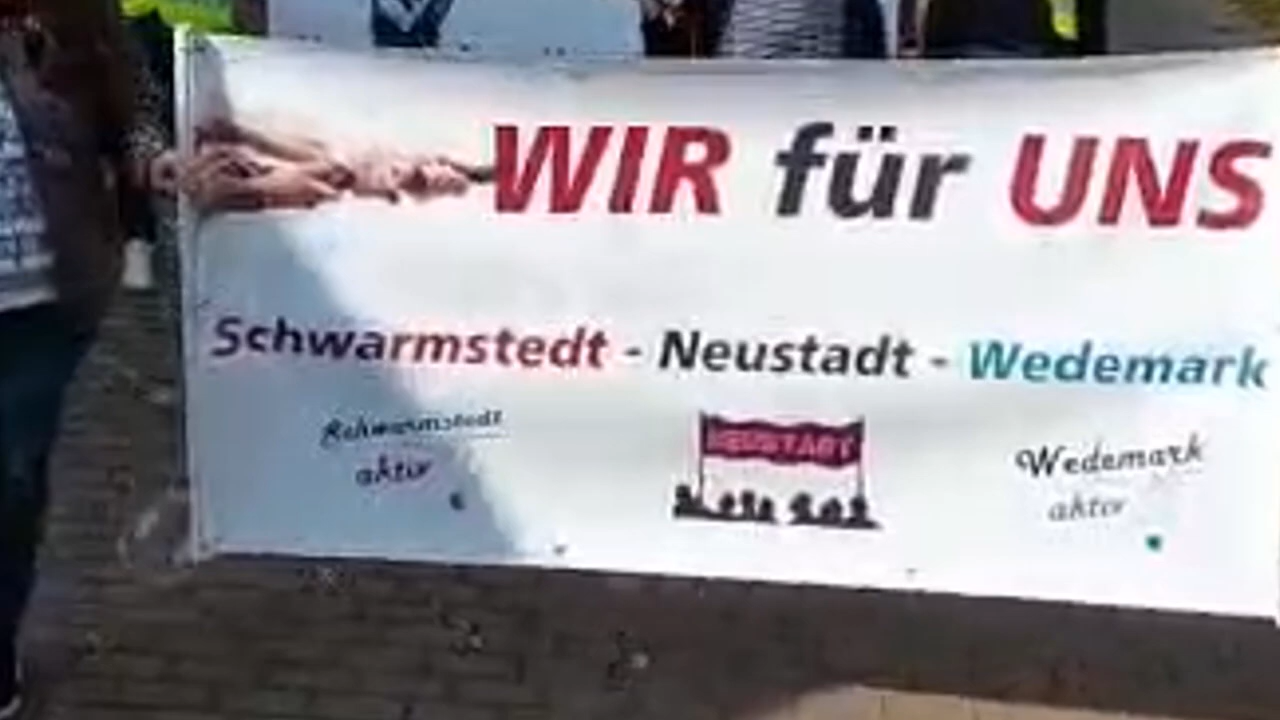 WIR für UNS
Schwarmstedt - Neustadt - Wedemark
Schwarmstedt
aktiv
NEUSTADT
Wedemark
aktiv